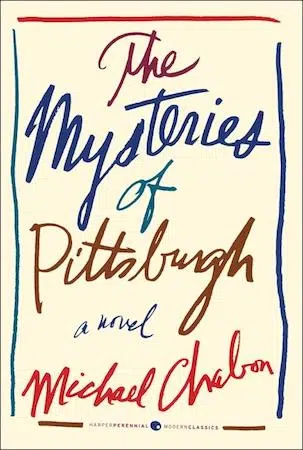 The
Mysteries
of
Pittsburgh
a novel
Michael Chabon
HARPERPERENNIAL MODERNCLASSICS